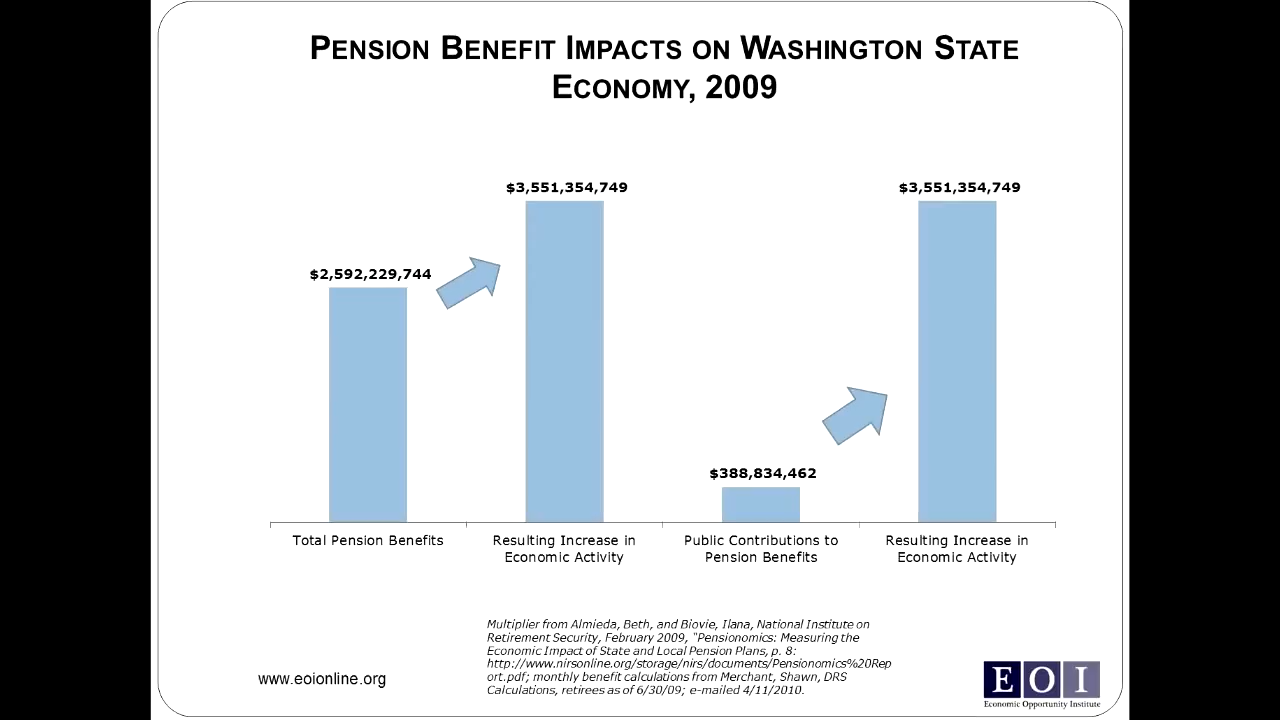 PENSION BENEFIT IMPACTS ON WASHINGTON STATE
ECONOMY, 2009
$3,551,354,749
$3,551,354,749
$2,592,229,744
$388,834,462
Total Pension Benefits
Resulting Increase in
Economic Activity
Public Contributions to
Pension Benefits
Resulting Increase in
Economic Activity
Multiplier from Almieda, Beth, and Biovie, Ilana, National Institute on
Retirement Security, February 2009, "Pensionomics: Measuring the
Economic Impact of State and Local Pension Plans, p. 8:
http://www.nirsonline.org/storage/nirs/documents/Pensionomics%20Rep
ort.pdf; monthly benefit calculations from Merchant, Shawn, DRS
Calculations, retirees as of 6/30/09; e-mailed 4/11/2010.
www.eoionline.org
EOI
Economic Opportunity Institute